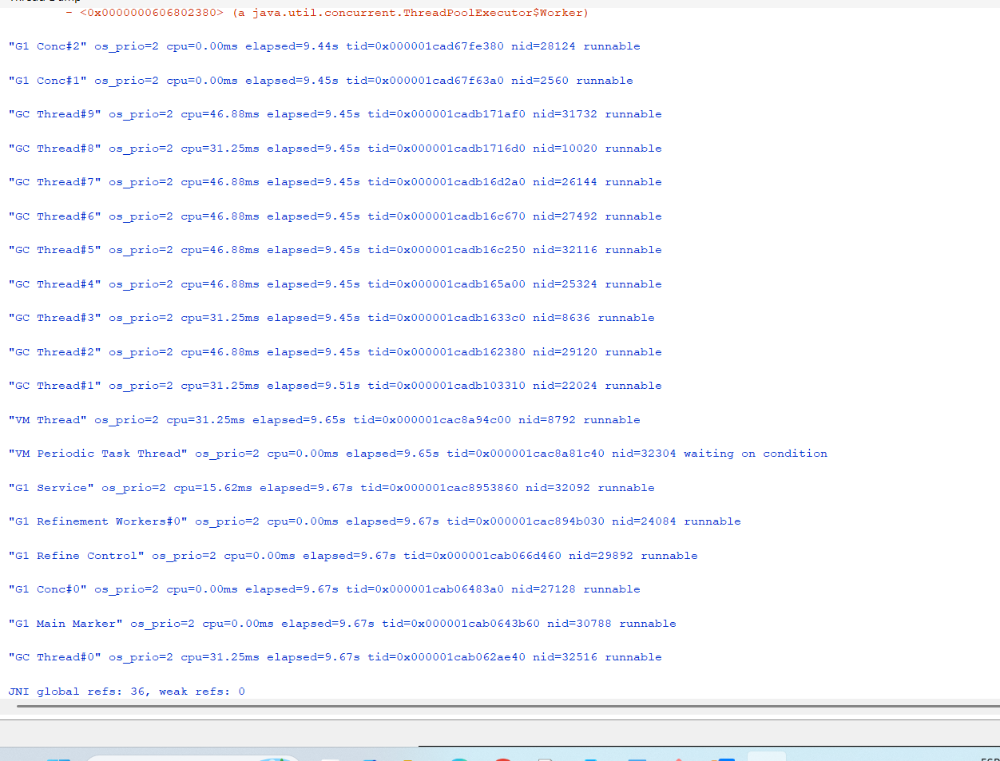 - <0x0000000606802380> (a java.util.concurrent.ThreadPoolExecutor$Worker)
"G1 Conc#2" os_prio=2 cpu=0.00ms elapsed=9.44s tid=0x000001cad67fe380 nid=28124 runnable
"G1 Conc#1" os_prio=2 cpu=0.00ms elapsed=9.45s tid=0x000001cad67f63a0 nid=2560 runnable
"GC Thread#9" os_prio=2 cpu=46.88ms elapsed=9.45s tid=0x000001cadb171af0 nid=31732 runnable
"GC Thread#8" os_prio=2 cpu=31.25ms elapsed=9.45s tid=0x000001cadb1716d0 nid=10020 runnable
"GC Thread#7" os_prio=2 cpu=46.88ms elapsed=9.45s tid=0x000001cadb16d2a0 nid=26144 runnable
"GC Thread#6" os_prio=2 cpu=46.88ms elapsed=9.45s tid=0x000001cadb16c670 nid=27492 runnable
"GC Thread#5" os_prio=2 cpu=46.88ms elapsed=9.45s tid=0x000001cadb16c250 nid=32116 runnable
"GC Thread#4" os_prio=2 cpu=46.88ms elapsed=9.45s tid=0x000001cadb165a00 nid=25324 runnable
"GC Thread#3" os_prio=2 cpu=31.25ms elapsed=9.45s tid=0x000001cadb1633c0 nid=8636 runnable
"GC Thread#2" os_prio=2 cpu=46.88ms elapsed=9.45s tid=0x000001cadb162380 nid=29120 runnable
"GC Thread#1" os_prio=2 cpu=31.25ms elapsed=9.51s tid=0x000001cadb103310 nid=22024 runnable
"VM Thread" os_prio=2 cpu=31.25ms elapsed=9.65s tid=0x000001cac8a94c00 nid=8792 runnable
"VM Periodic Task Thread" os_prio=2 cpu=0.00ms elapsed=9.65s tid=0x000001cac8a81c40 nid=32304 waiting on condition
"G1 Service" os_prio=2 cpu=15.62ms elapsed=9.67s tid=0x000001cac8953860 nid=32092 runnable
"G1 Refinement Workers#0" os_prio=2 cpu=0.00ms elapsed=9.67s tid=0x000001cac894b030 nid=24084 runnable
"G1 Refine Control" os_prio=2 cpu=0.00ms elapsed=9.67s tid=0x000001cab066d460 nid=29892 runnable
"G1 Conc#0" os_prio=2 cpu=0.00ms elapsed=9.67s tid=0x000001cab06483a0 nid=27128 runnable
"G1 Main Marker" os_prio=2 cpu=0.00ms elapsed=9.67s tid=0x000001cab0643b60 nid=30788 runnable
"GC Thread#0" os_prio=2 cpu=31.25ms elapsed=9.67s tid=0x000001cab062ae40 nid=32516 runnable
JNI global refs: 36, weak refs: 0